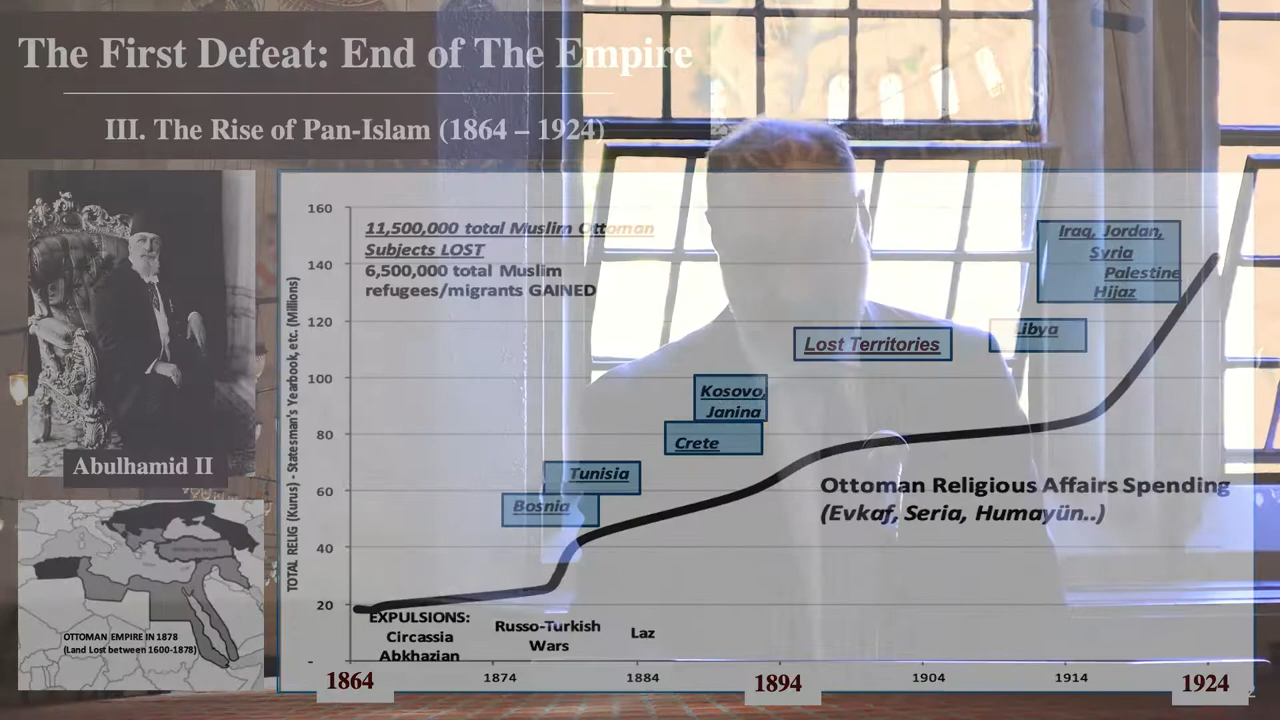 The First Defeat: End of The Empire
III. The Rise of Pan-Islam (1864 – 1924)
Abulhamid II
OTTOMAN EMPIRE IN 1878
(Land Lost between 1600-1878)
TOTAL RELIG (Kurus) - Statesman's Yearbook, etc. (Millions)
160
140
120
100
80
60
40
20
-
11,500,000 total Muslim Ottoman
Subjects LOST
6,500,000 total Muslim
refugees/migrants GAINED
Iraq, Jordan,
Syria
Palestine
Hijaz
Libya
Lost Territories
Kosovo,
Janina
Crete
Tunisia
Bosnia
Ottoman Religious Affairs Spending
(Evkaf, Seria, Humayün..)
EXPULSIONS:
Circassia
Abkhazian
Russo-Turkish
Wars
Laz
1864
1874
1884
1894
1904
1914
1924